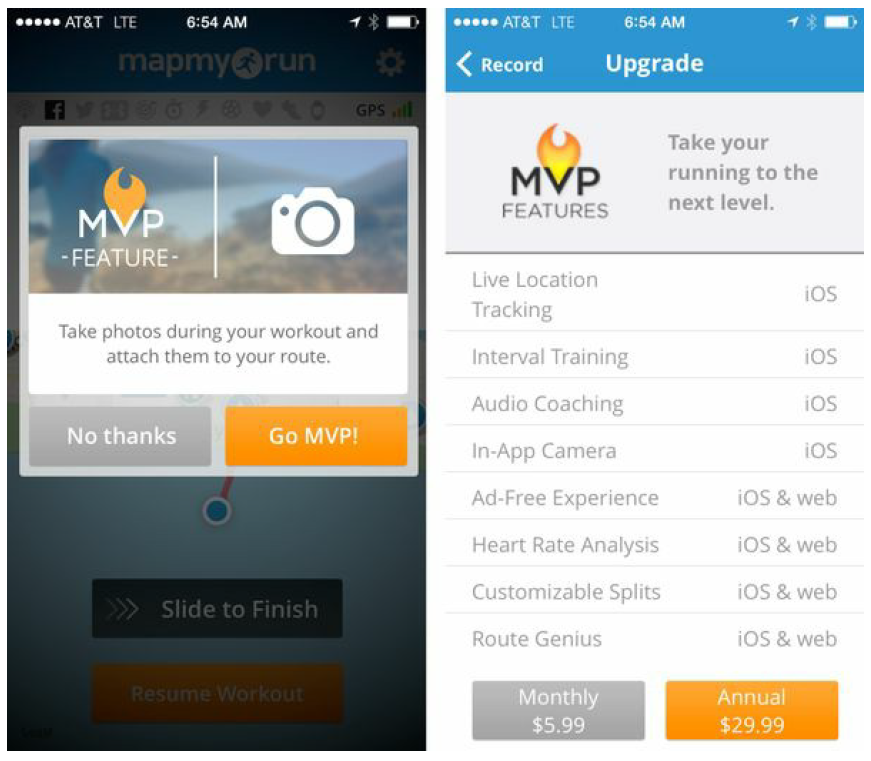 AT&T LTE 6:54 AM
mapmyrun
GPS
MVP
-FEATURE-
Take photos during your workout and
attach them to your route.
No thanks
Go MVP!
Slide to Finish
Resume Workout
AT&T LTE 6:54 AM
Record
Upgrade
MVP
FEATURES
Take your
running to the
next level.
Live Location
Tracking
iOS
Interval Training iOS
Audio Coaching iOS
In-App Camera iOS
Ad-Free Experience iOS & web
Heart Rate Analysis iOS & web
Customizable Splits iOS & web
Route Genius iOS & web
Monthly
$5.99
Annual
$29.99